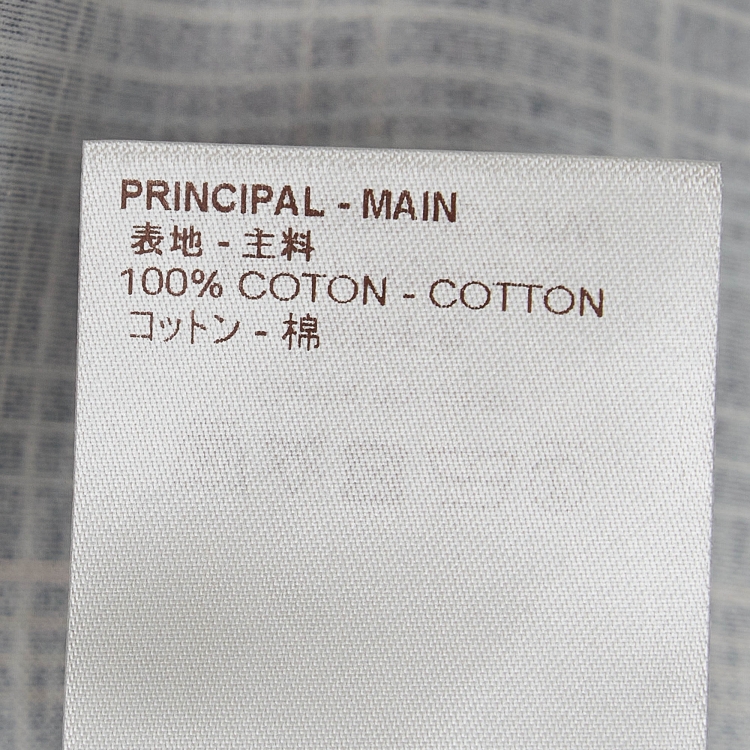 PRINCIPAL - MAIN
表地 - 主料
100% COTON - COTTON
コットン - 棉